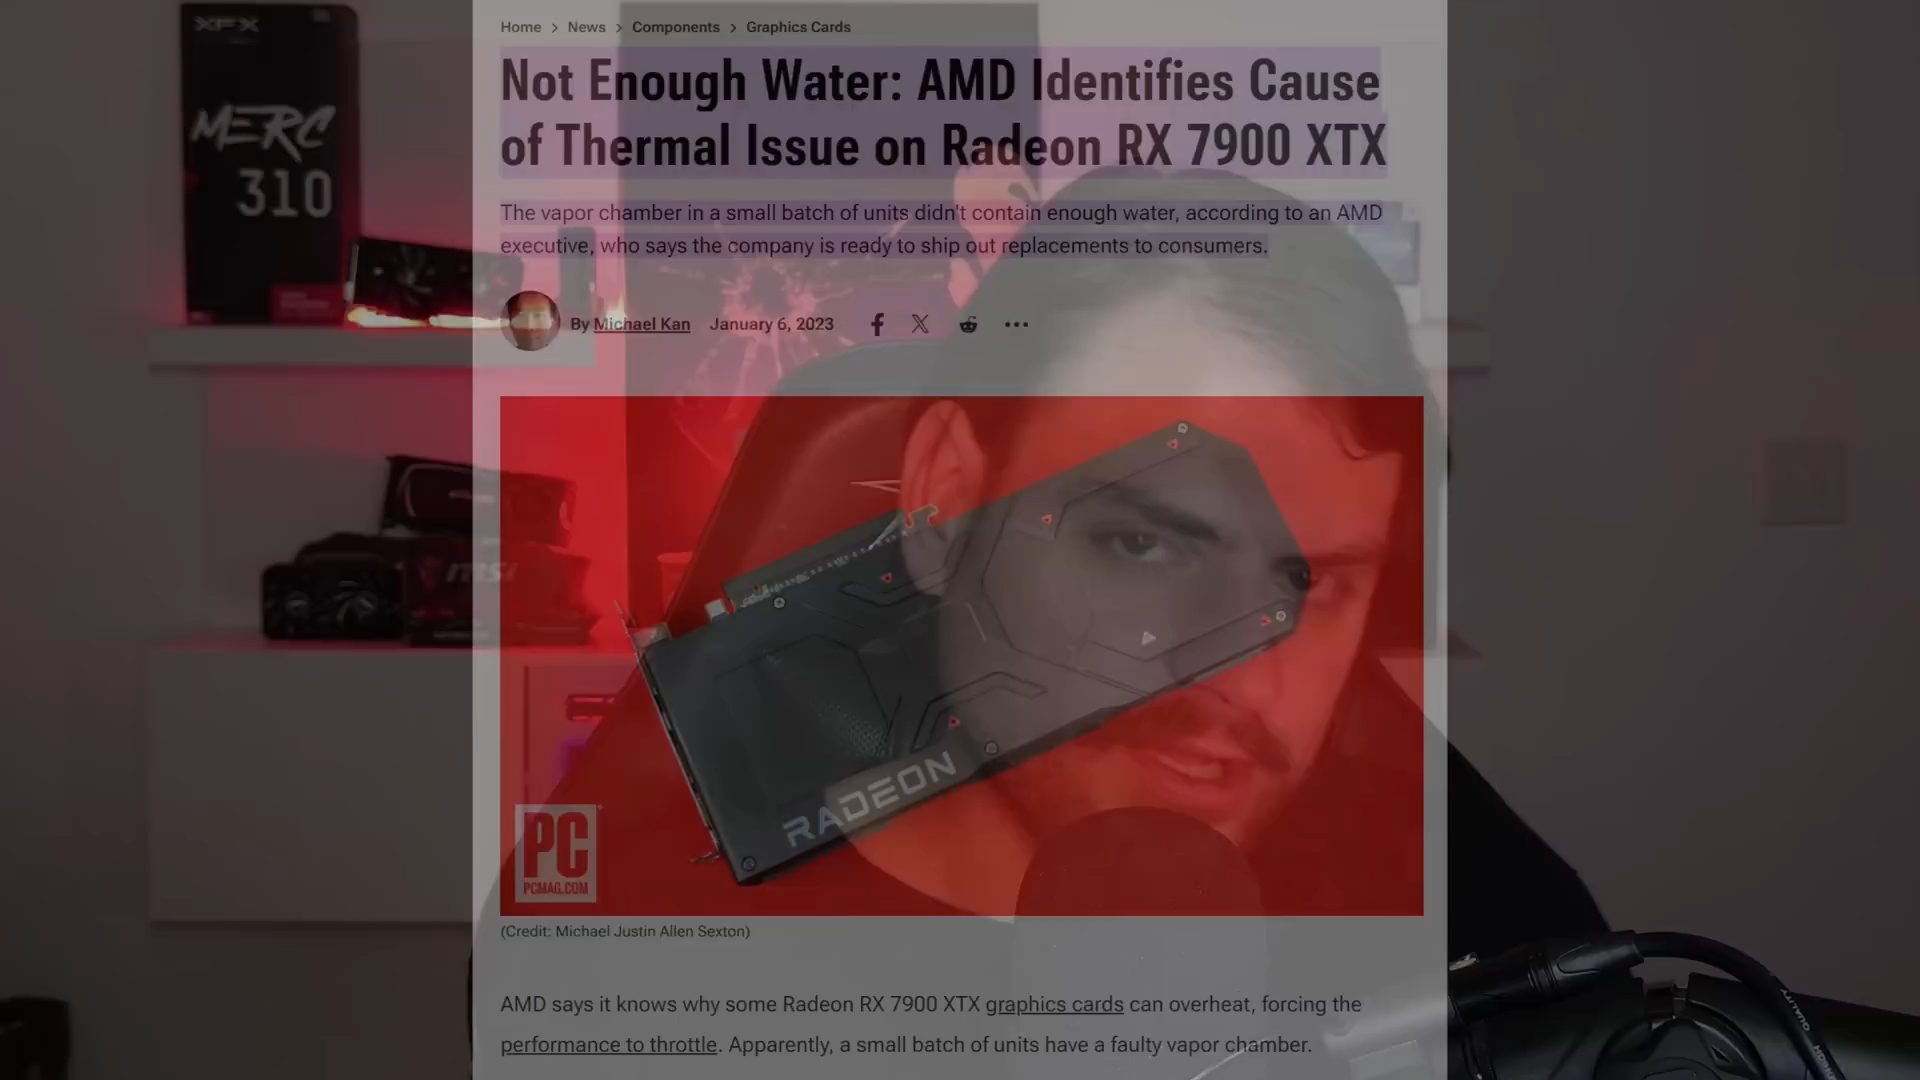 XFX
MERC
310
Home > News > Components > Graphics Cards
Not Enough Water: AMD Identifies Cause
of Thermal Issue on Radeon RX 7900 XTX
The vapor chamber in a small batch of units didn't contain enough water, according to an AMD
executive, who says the company is ready to ship out replacements to consumers.
By Michael Kan January 6, 2023
msi
RADEON
PC
PCMAG.COM
(Credit: Michael Justin Allen Sexton)
AMD says it knows why some Radeon RX 7900 XTX graphics cards can overheat, forcing the
performance to throttle. Apparently, a small batch of units have a faulty vapor chamber.
QUALITY